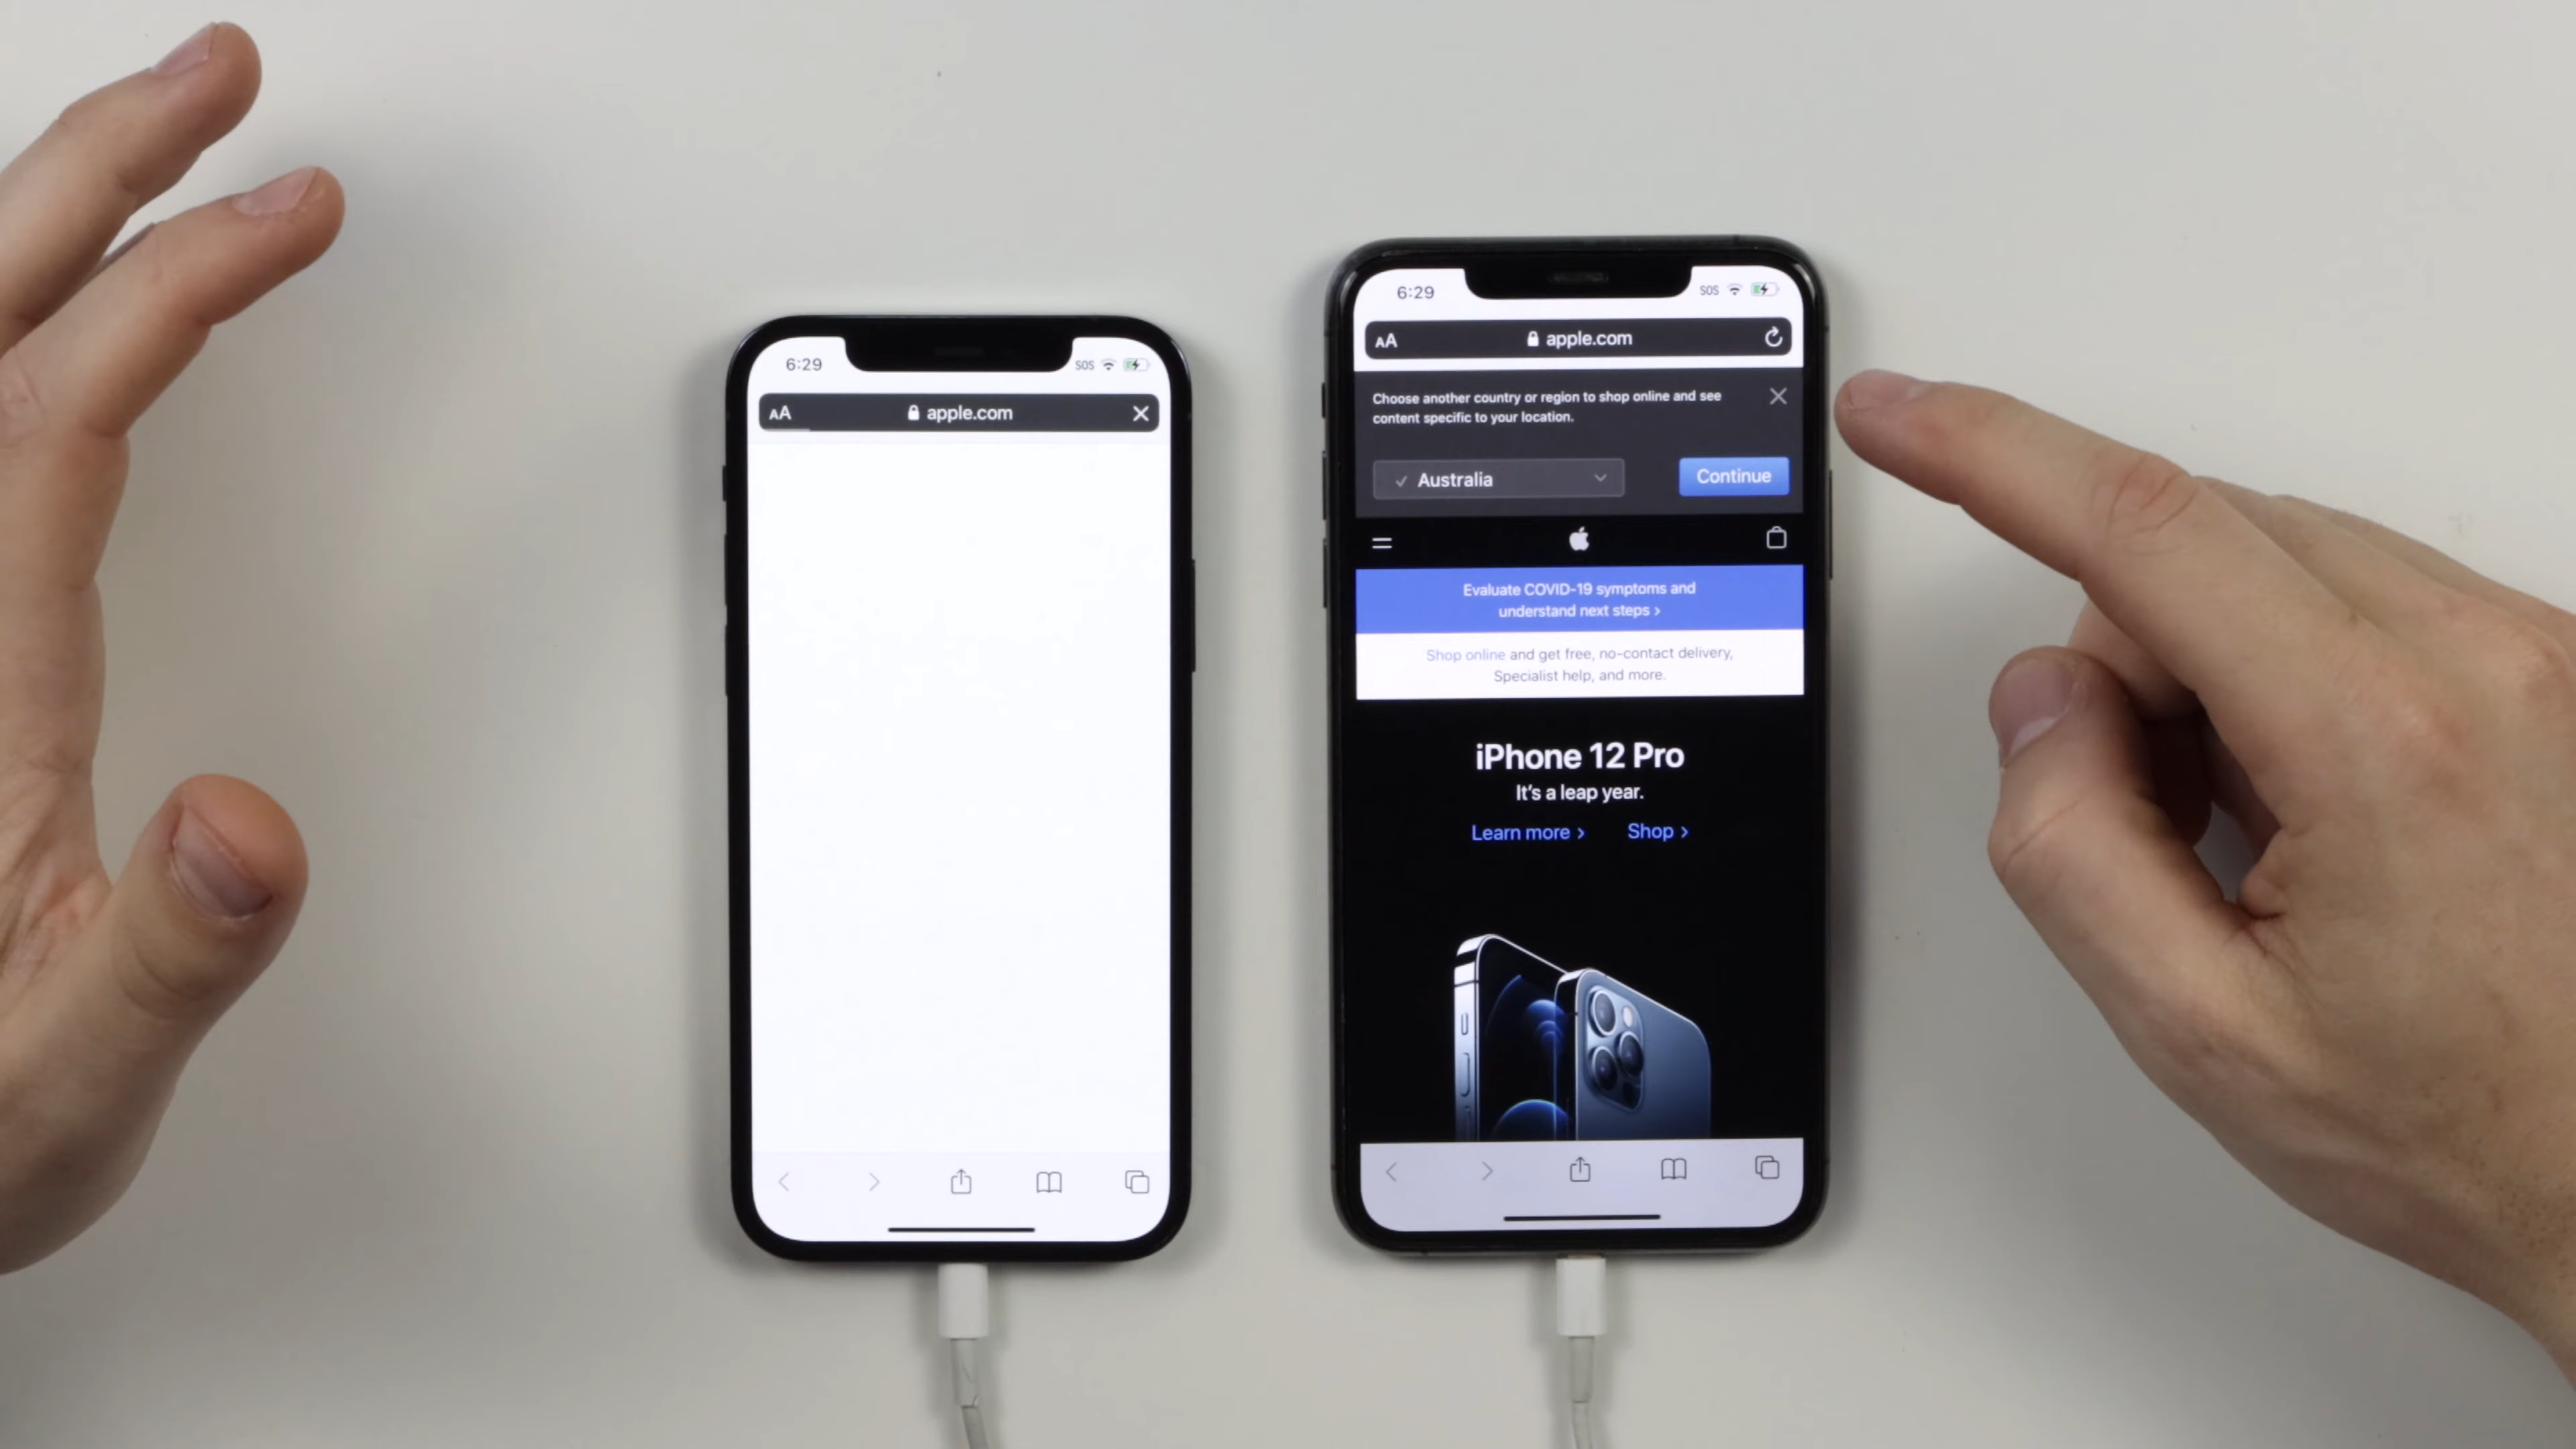 6:29
SOS
AA
apple.com
6:29
SOS
AA
apple.com
Choose another country or region to shop online and see
content specific to your location.
Australia
Continue
Evaluate COVID-19 symptoms and
understand next steps >
Shop online and get free, no-contact delivery,
Specialist help, and more.
iPhone 12 Pro
It's a leap year.
Learn more >
Shop >